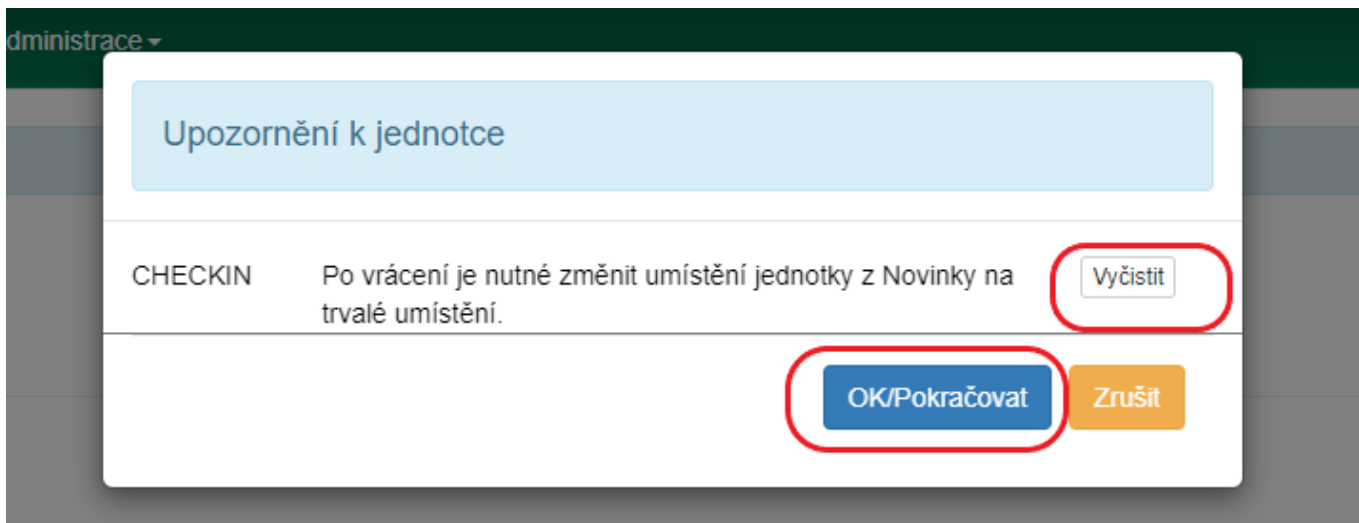 dministrace
Upozornění k jednotce
CHECKIN Po vrácení je nutné změnit umístění jednotky z Novinky na Vyčistit
trvalé umístění.
OK/Pokračovat Zrušit